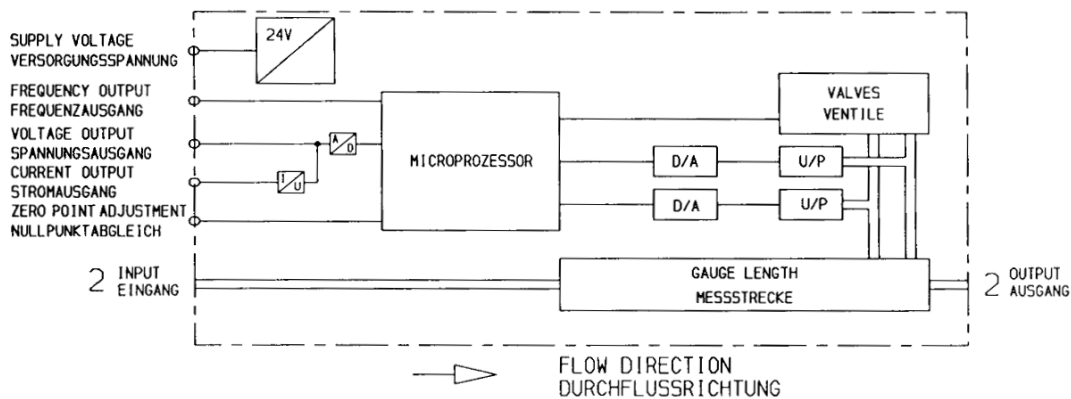 SUPPLY VOLTAGE
VERSORGUNGSSPANNUNG
24V
FREQUENCY OUTPUT
FREQUENZAUSGANG
VOLTAGE OUTPUT
SPANNUNGSAUSGANG
CURRENT OUTPUT
STROMAUSGANG
ZERO POINT ADJUSTMENT
NULLPUNKTABGLEICH
A
D
I
U
MICROPROZESSOR
VALVES
VENTILE
D/A
U/P
D/A
U/P
2 INPUT
EINGANG
GAUGE LENGTH
MESSSTRECKE
2 OUTPUT
AUSGANG
FLOW DIRECTION
DURCHFLUSSRICHTUNG